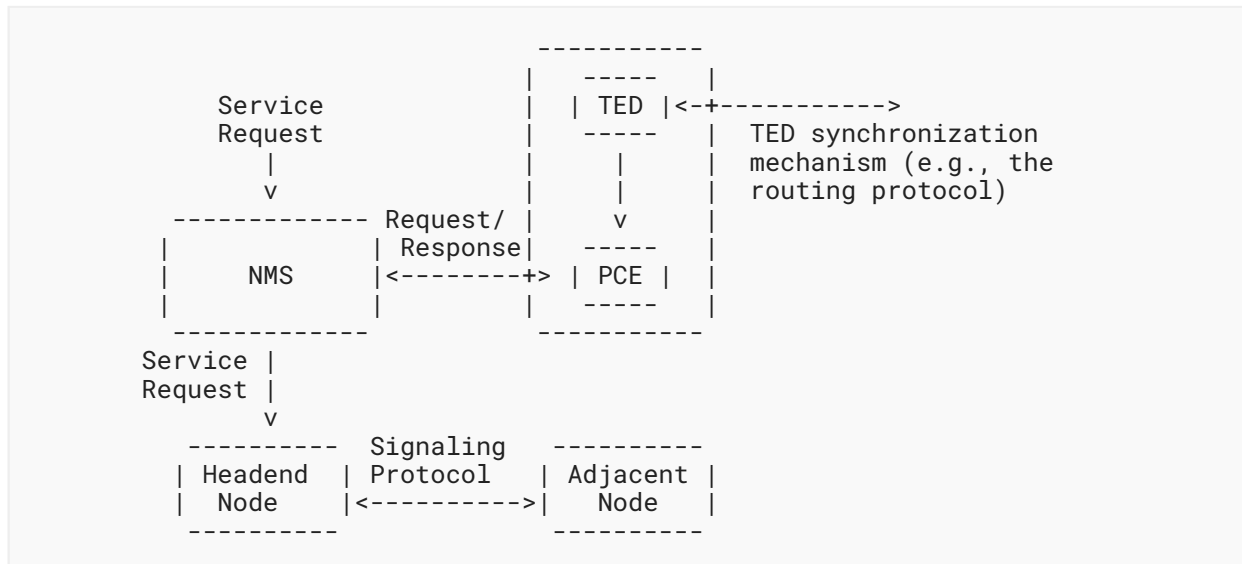 -----------
                         |   -----   |
     Service             |  | TED |<-+----------->
     Request             |   -----   |  TED synchronization
        |                |     |     |  mechanism (e.g., the
        v                |     |     |  routing protocol)
  ------------- Request/ |     v     |
 |             | Response|   -----   |
 |     NMS     |<--------+> | PCE |  |
 |             |         |   -----   |
  -------------           -----------
Service |
Request |
        v
   ----------  Signaling   ----------
  | Headend  | Protocol   | Adjacent |
  |  Node    |<---------->|   Node   |
   ----------              ----------